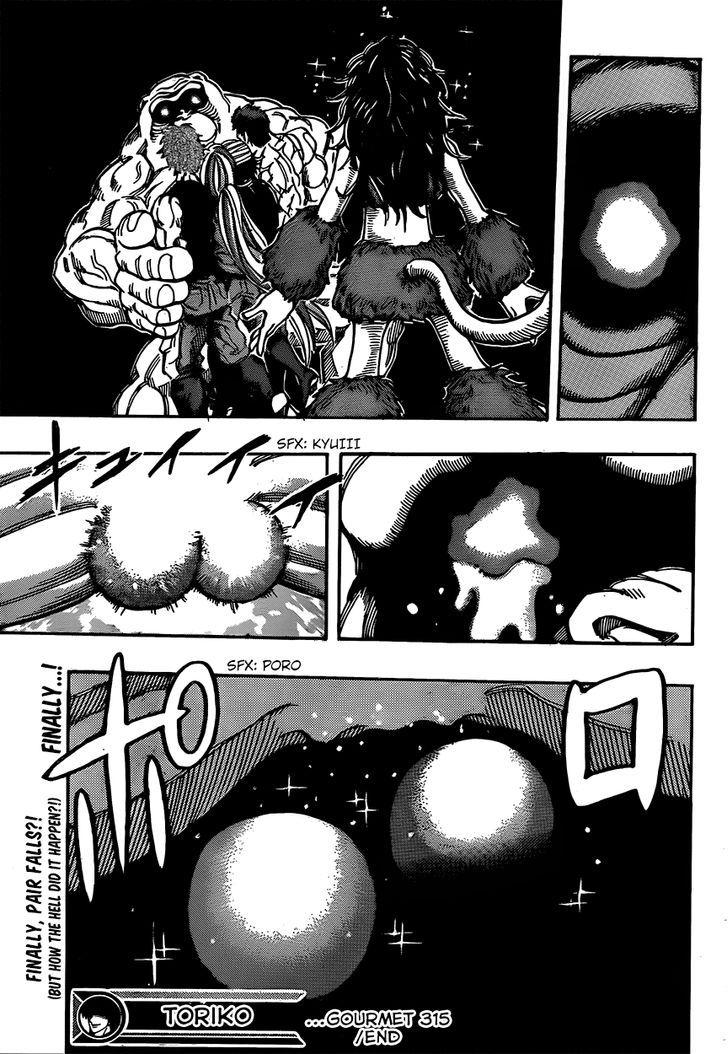 SFX: KYUIII
キュイイイ
SFX: PORO
ポロ
FINALLY...!
FINALLY, PAIR FALLS?!
(BUT HOW THE HELL DID IT HAPPEN?!)
TORIKO
...GOURMET 315
/END